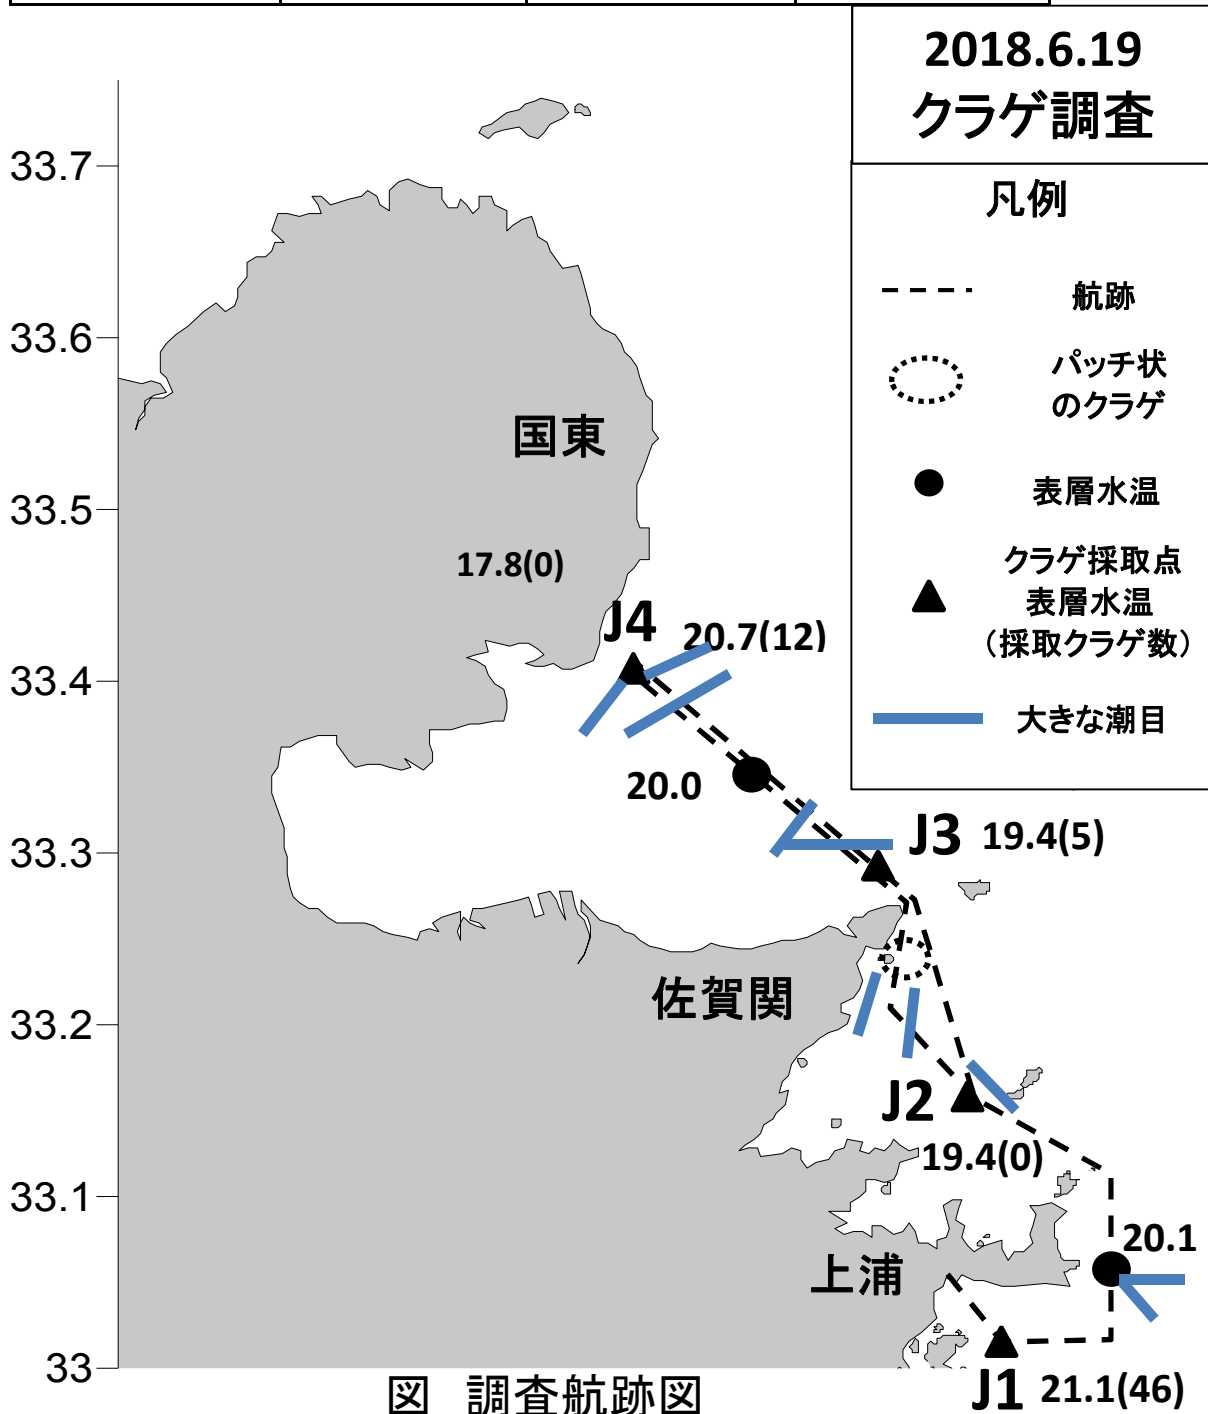 2018.6.19
クラゲ調査
凡例
航跡
パッチ状
のクラゲ
表層水温
クラゲ採取点
表層水温
（採取クラゲ数）
大きな潮目
33.7
33.6
33.5
33.4
33.3
33.2
33.1
33
国東
17.8(0)
J4
20.7(12)
20.0
J3 19.4(5)
佐賀関
J2
19.4(0)
20.1
上浦
J1 21.1(46)
図 調査航跡図